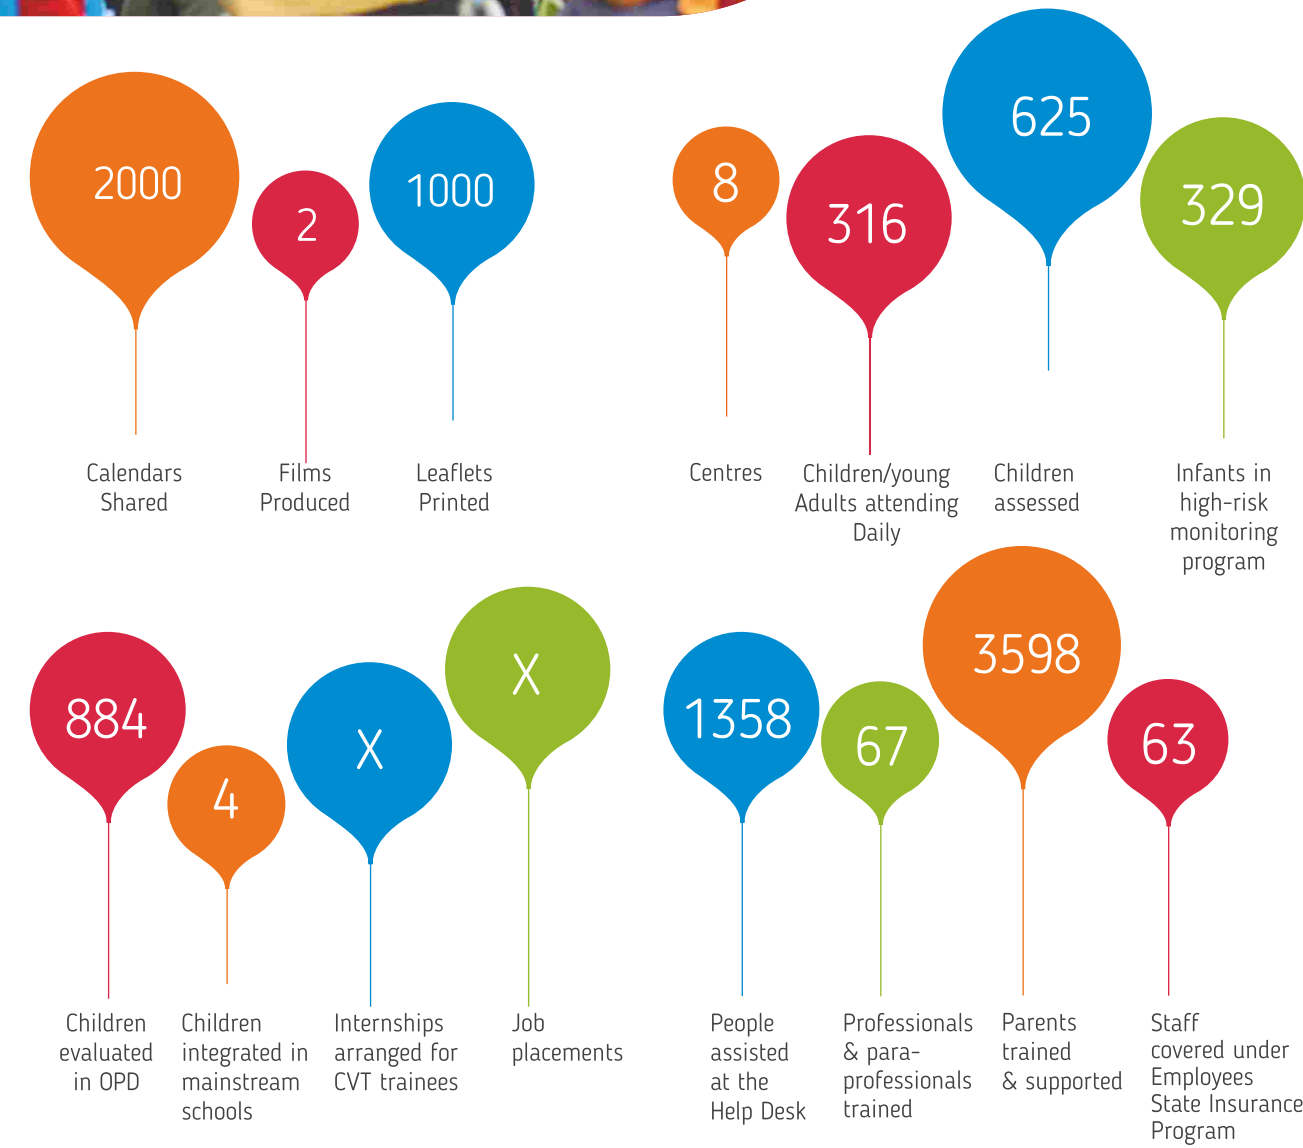 2000
Calendars
Shared
2
Films
Produced
1000
Leaflets
Printed
8
Centres
316
Children/young
Adults attending
Daily
625
Children
assessed
329
Infants in
high-risk
monitoring
program
884
Children
evaluated
in OPD
4
Children
integrated in
mainstream
schools
X
Internships
arranged for
CVT trainees
X
Job
placements
1358
People
assisted
at the
Help Desk
67
Professionals
& para-
professionals
trained
3598
Parents
trained
& supported
63
Staff
covered under
Employees
State Insurance
Program